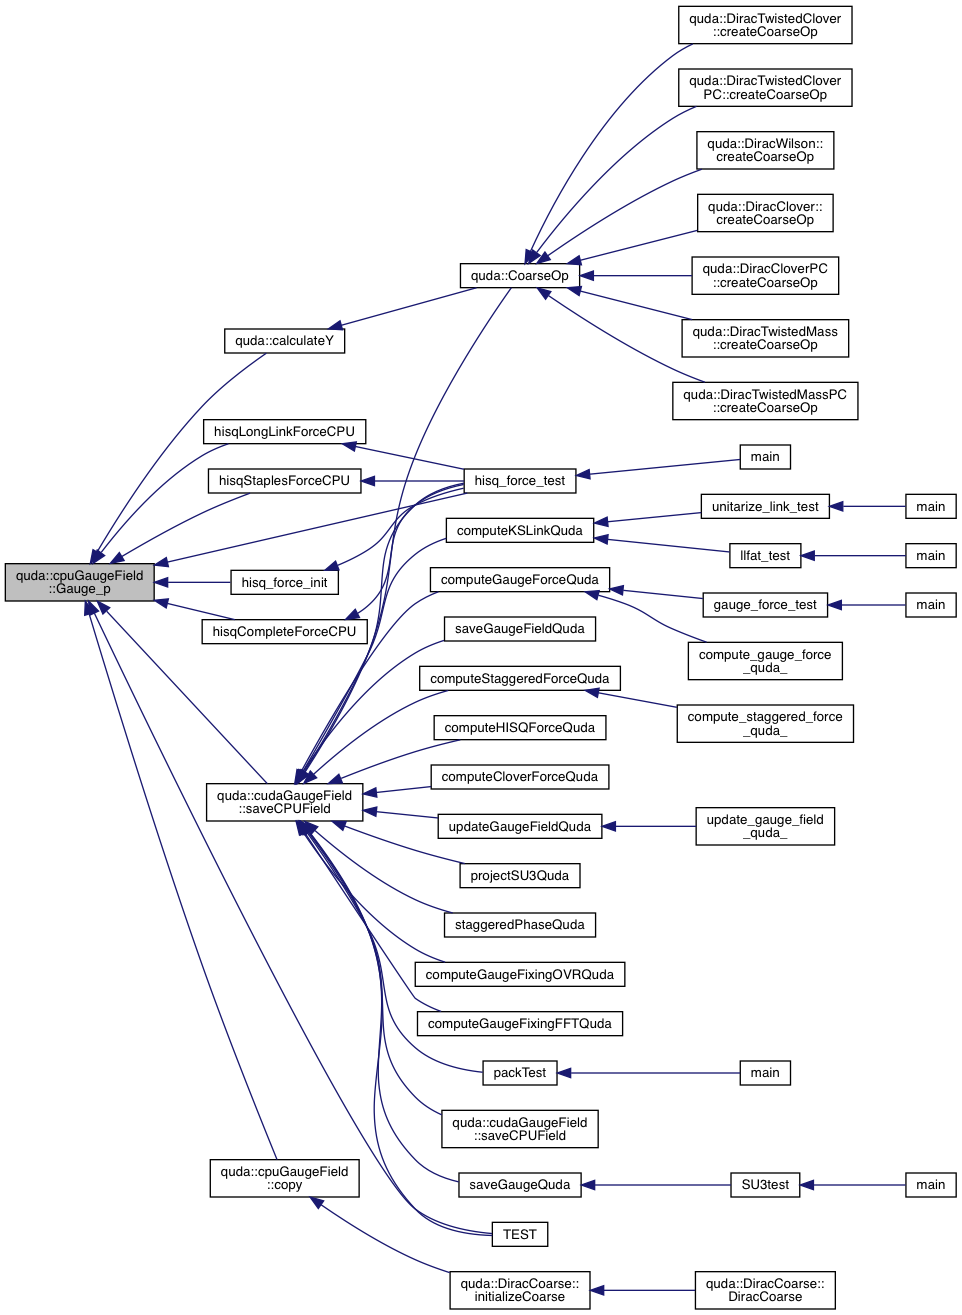 quda::DiracTwistedClover
::createCoarseOp
quda::DiracTwistedClover
PC::createCoarseOp
quda::DiracWilson::
createCoarseOp
quda::DiracClover::
createCoarseOp
quda::CoarseOp
quda::DiracCloverPC
::createCoarseOp
quda::calculateY
quda::DiracTwistedMass
::createCoarseOp
quda::DiracTwistedMassPC
::createCoarseOp
hisqLongLinkForceCPU
main
hisqStaplesForceCPU
hisq_force_test
unitarize_link_test
main
computeKSLinkQuda
llfat_test
main
quda::cpuGaugeField
::Gauge_p
hisq_force_init
computeGaugeForceQuda
gauge_force_test
main
hisqCompleteForceCPU
saveGaugeFieldQuda
compute_gauge_force
_quda_
computeStaggeredForceQuda
compute_staggered_force
_quda_
computeHISQForceQuda
computeCloverForceQuda
quda::cudaGaugeField
::saveCPUField
updateGaugeFieldQuda
update_gauge_field
_quda_
projectSU3Quda
staggeredPhaseQuda
computeGaugeFixingOVRQuda
computeGaugeFixingFFTQuda
packTest
main
quda::cudaGaugeField
::saveCPUField
quda::cpuGaugeField
::copy
saveGaugeQuda
SU3test
main
TEST
quda::DiracCoarse::
initializeCoarse
quda::DiracCoarse::
DiracCoarse